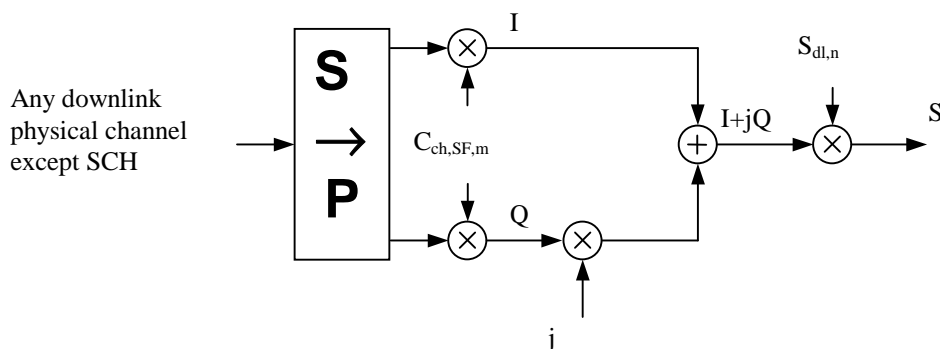 I
S_dl,n
S
Any downlink
physical channel
except SCH
S
→
P
C_ch,SF,m
I+jQ
S
Q
j